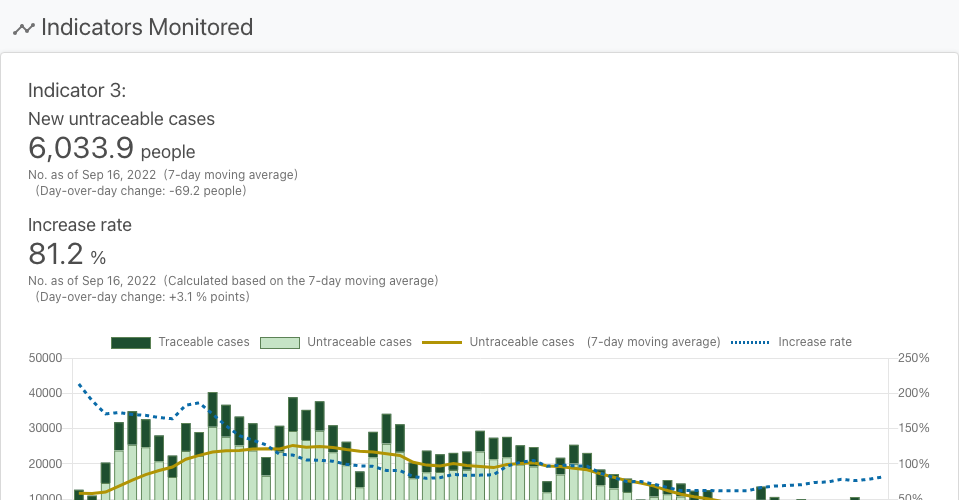 Indicators Monitored
Indicator 3:
New untraceable cases
6,033.9 people
No. as of Sep 16, 2022 (7-day moving average)
(Day-over-day change: -69.2 people)
Increase rate
81.2 %
No. as of Sep 16, 2022 (Calculated based on the 7-day moving average)
(Day-over-day change: +3.1 % points)
Traceable cases Untraceable cases Untraceable cases (7-day moving average) Increase rate
50000 250%
40000 200%
30000 150%
20000 100%
10000 50%